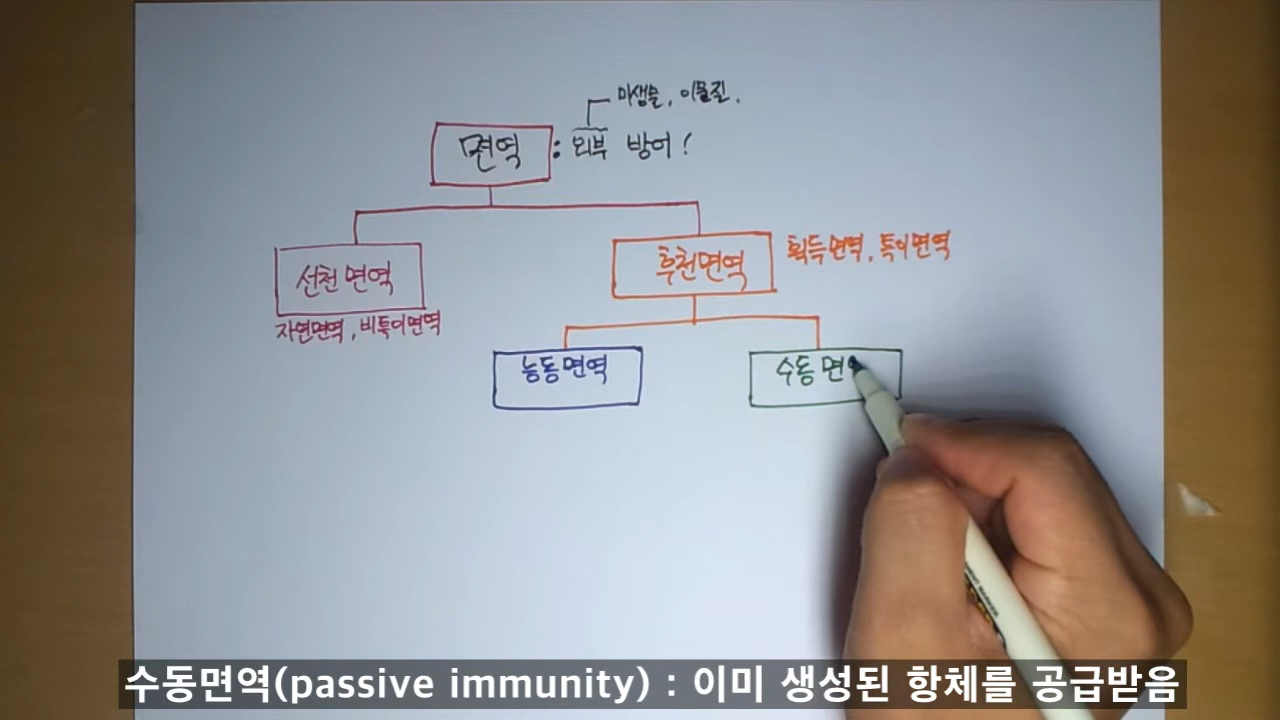 미생물, 이물질.
면역 : 외부 방어!
선천면역
자연면역, 비특이면역
후천면역
획득면역, 특이면역
능동면역
수동면
수동면역(passive immunity) : 이미 생성된 항체를 공급받음